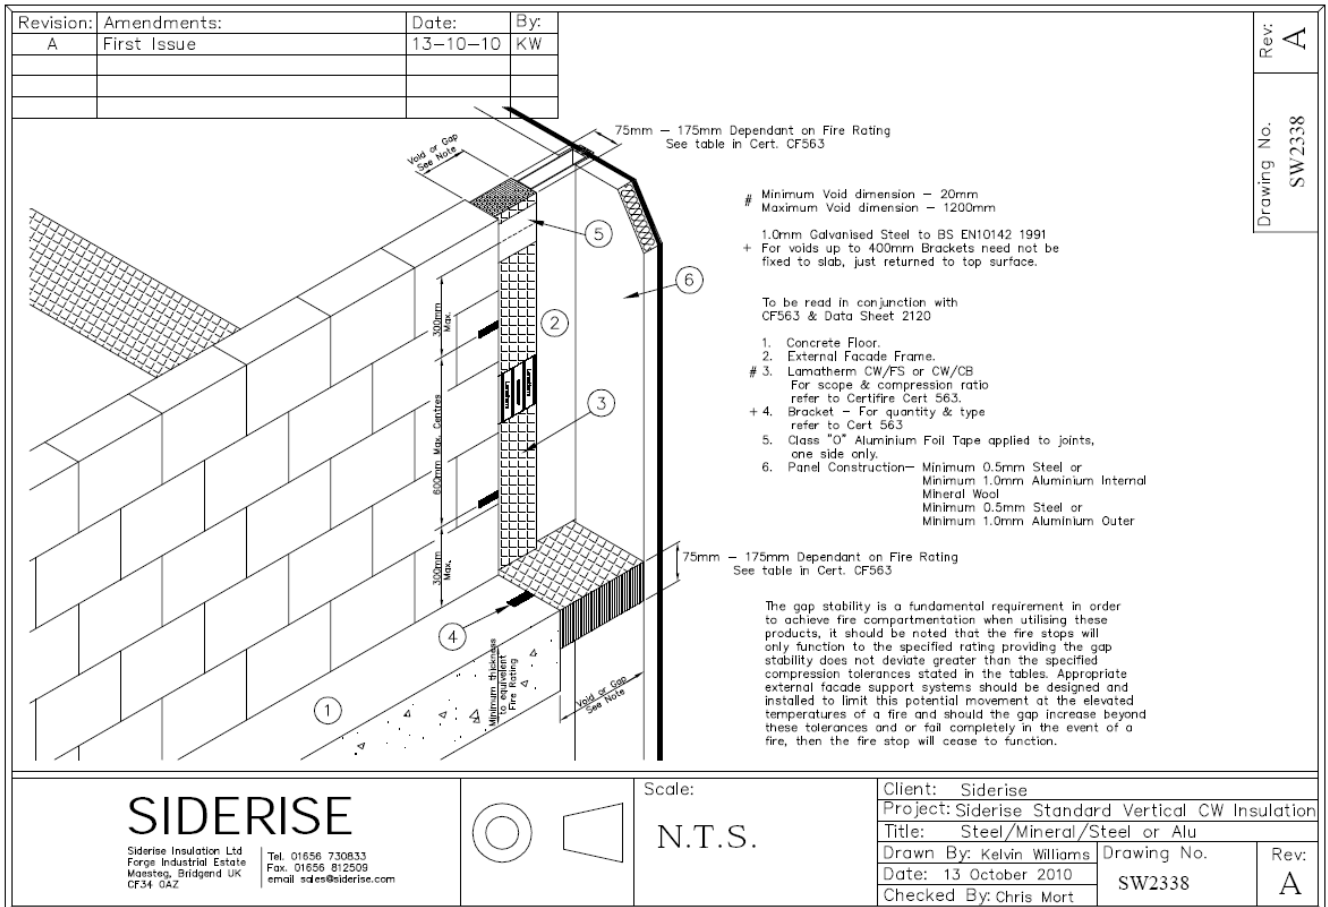 Revision: Amendments: Date: By:
A First Issue 13-10-10 KW
Rev: A
Drawing No. SW2338
75mm - 175mm Dependant on Fire Rating
See table in Cert. CF563
Void or Gap
See Note
# Minimum Void dimension - 20mm
Maximum Void dimension - 1200mm
1.0mm Galvanised Steel to BS EN10142 1991
+ For voids up to 400mm Brackets need not be
fixed to slab, just returned to top surface.
To be read in conjunction with
CF563 & Data Sheet 2120
1. Concrete Floor.
2. External Facade Frame.
# 3. Lamatherm CW/FS or CW/CB
For scope & compression ratio
refer to Certifire Cert 563.
+ 4. Bracket - For quantity & type
refer to Cert 563
5. Class "O" Aluminium Foil Tape applied to joints,
one side only.
6. Panel Construction- Minimum 0.5mm Steel or
Minimum 1.0mm Aluminium Internal
Mineral Wool
Minimum 0.5mm Steel or
Minimum 1.0mm Aluminium Outer
5
6
2
3
4
1
300mm
Max.
600mm Max. Centres
300mm
Max.
75mm - 175mm Dependant on Fire Rating
See table in Cert. CF563
Minimum thickness
to equivelent
Fire Rating
Void or Gap
See Note
The gap stability is a fundamental requirement in order
to achieve fire compartmentation when utilising these
products, it should be noted that the fire stops will
only function to the specified rating providing the gap
stability does not deviate greater than the specified
compression tolerances stated in the tables. Appropriate
external facade support systems should be designed and
installed to limit this potential movement at the elevated
temperatures of a fire and should the gap increase beyond
these tolerances and or fail completely in the event of a
fire, then the fire stop will cease to function.
SIDERISE
Siderise Insulation Ltd
Forge Industrial Estate
Maesteg, Bridgend UK
CF34 0AZ
Tel. 01656 730833
Fax. 01656 812509
email sales@siderise.com
Scale:
N.T.S.
Client: Siderise
Project: Siderise Standard Vertical CW Insulation
Title: Steel/Mineral/Steel or Alu
Drawn By: Kelvin Williams
Date: 13 October 2010
Checked By: Chris Mort
Drawing No.
SW2338
Rev:
A